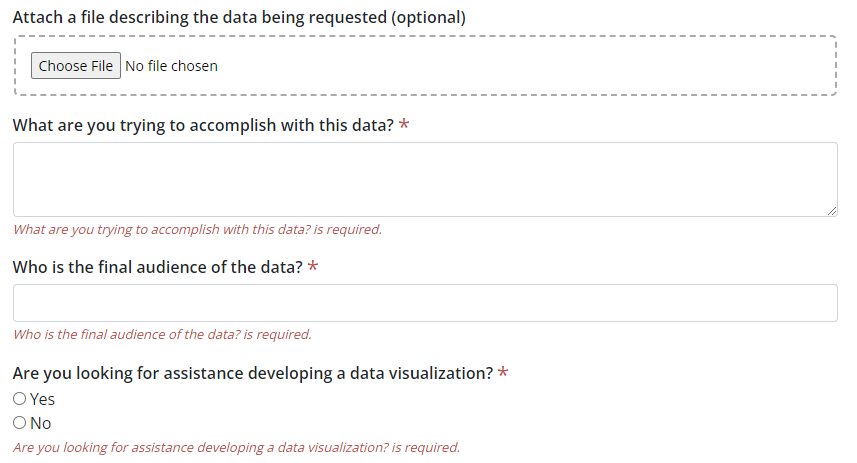 Attach a file describing the data being requested (optional)
Choose File No file chosen
What are you trying to accomplish with this data? *
What are you trying to accomplish with this data? is required.
Who is the final audience of the data? *
Who is the final audience of the data? is required.
Are you looking for assistance developing a data visualization? *
Yes
No
Are you looking for assistance developing a data visualization? is required.